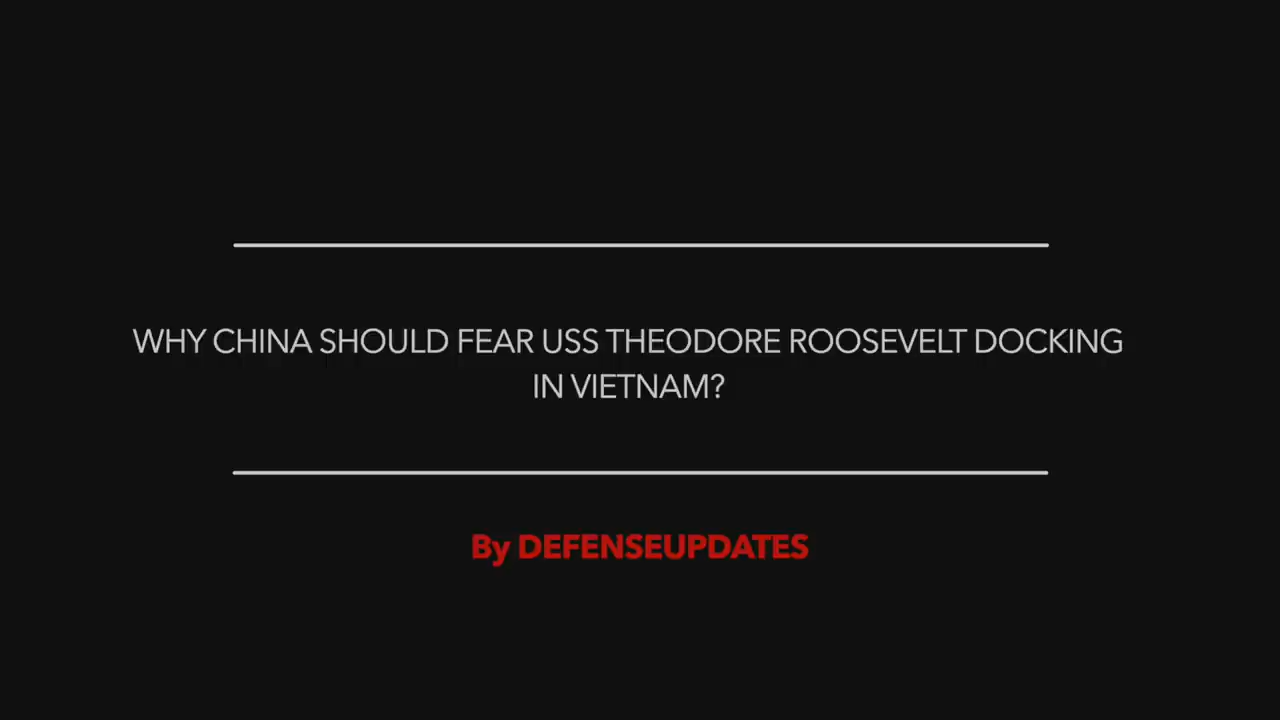 WHY CHINA SHOULD FEAR USS THEODORE ROOSEVELT DOCKING
IN VIETNAM?
By DEFENSEUPDATES